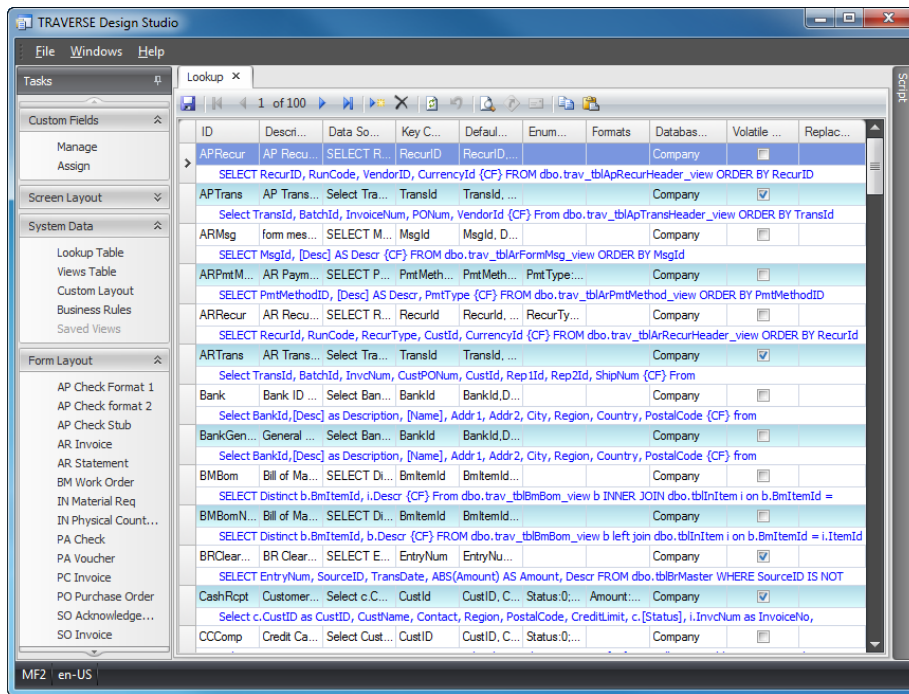 TRAVERSE Design Studio
File Windows Help
Tasks
Custom Fields
Manage
Assign
Screen Layout
System Data
Lookup Table
Views Table
Custom Layout
Business Rules
Saved Views
Form Layout
AP Check Format 1
AP Check format 2
AP Check Stub
AR Invoice
AR Statement
BM Work Order
IN Material Req
IN Physical Count...
PA Check
PA Voucher
PC Invoice
PO Purchase Order
SO Acknowledge...
SO Invoice
Lookup
1 of 100
ID Descri... Data So... Key C... Defaul... Enum... Formats Databas... Volatile ... Replac...
APRecur AP Recu... SELECT R... RecurID RecurID,... Company
SELECT RecurID, RunCode, VendorID, CurrencyId {CF} FROM dbo.trav_tblApRecurHeader_view ORDER BY RecurID
APTrans AP Trans... Select Tra... TransId TransId, ... Company
Select TransId, BatchId, InvoiceNum, PONum, VendorId {CF} From dbo.trav_tblApTransHeader_view ORDER BY TransId
ARMsg form mes... SELECT M... MsgId MsgId, D... Company
SELECT MsgId, [Desc] AS Descr {CF} FROM dbo.trav_tblArFormMsg_view ORDER BY MsgId
ARPmtM... AR Paym... SELECT P... PmtMeth... PmtMeth... PmtType:... Company
SELECT PmtMethodID, [Desc] AS Descr, PmtType {CF} FROM dbo.trav_tblArPmtMethod_view ORDER BY PmtMethodID
ARRecur AR Recu... SELECT R... RecurId RecurId, ... RecurTy... Company
SELECT RecurId, RunCode, RecurType, CustId, CurrencyId {CF} FROM dbo.trav_tblArRecurHeader_view ORDER BY RecurId
ARTrans AR Trans... Select Tra... TransId TransId, ... Company
Select TransId, BatchId, InvcNum, CustPONum, CustId, Rep1Id, Rep2Id, ShipNum {CF} From
Bank Bank ID ... Select Ban... BankId BankId,D... Company
Select BankId,[Desc] as Description, [Name], Addr1, Addr2, City, Region, Country, PostalCode {CF} from
BankGen... General ... Select Ban... BankId BankId,D... Company
Select BankId,[Desc] as Description, [Name], Addr1, Addr2, City, Region, Country, PostalCode {CF} from
BMBom Bill of Ma... SELECT Di... BmItemId BmItemId... Company
SELECT Distinct b.BmItemId, i.Descr {CF} From dbo.trav_tblBmBom_view b INNER JOIN dbo.tblInItem i on b.BmItemId =
BMBomN... Bill of Ma... SELECT Di... BmItemId BmItemId... Company
SELECT Distinct b.BmItemId, b.Descr {CF} FROM dbo.trav_tblBmBom_view b left join dbo.tblInItem i on b.BmItemId = i.ItemId
BRClear... BR Clear... SELECT E... EntryNum EntryNu... Company
SELECT EntryNum, SourceID, TransDate, ABS(Amount) AS Amount, Descr FROM dbo.tblBrMaster WHERE SourceID IS NOT
CashRcpt Customer... Select c.C... CustId CustID, C... Status:0;... Amount:... Company
Select c.CustID as CustID, CustName, Contact, Region, PostalCode, CreditLimit, c.[Status], i.InvcNum as InvoiceNo,
CCComp Credit Ca... Select Cust... CustID CustID, C... Status:0;... Company
Script
MF2 en-US